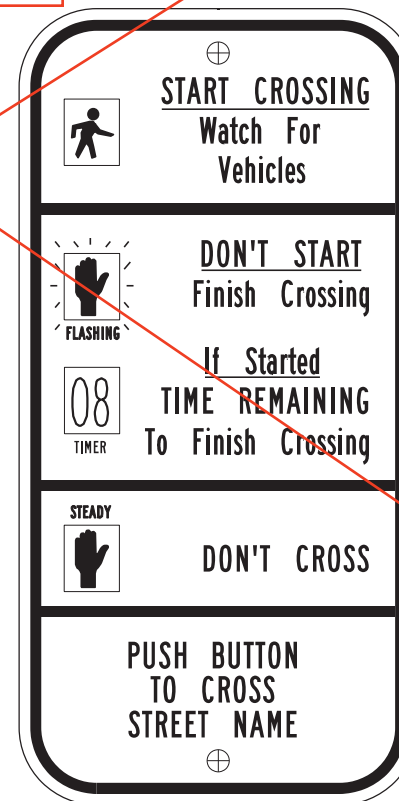 START CROSSING
Watch For
Vehicles
DON'T START
Finish Crossing
FLASHING
If Started
08
TIME REMAINING
TIMER
To Finish Crossing
STEADY
DON'T CROSS
PUSH BUTTON
TO CROSS
STREET NAME